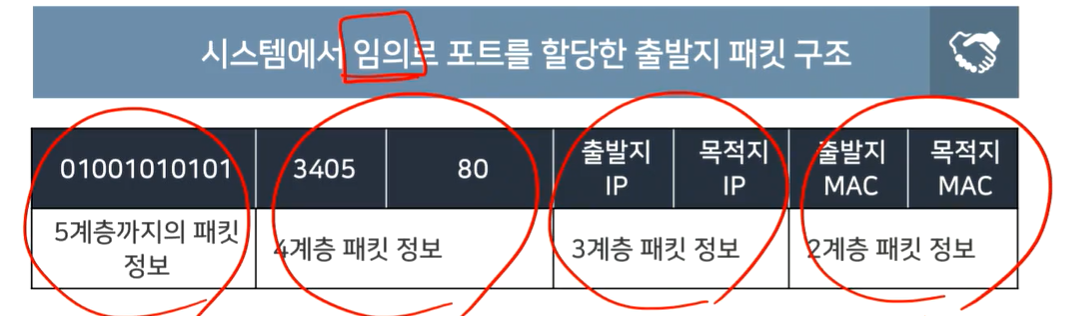 시스템에서 임의로 포트를 할당한 출발지 패킷 구조
01001010101 3405 80 출발지 IP 목적지 IP 출발지 MAC 목적지 MAC
5계층까지의 패킷 정보 4계층 패킷 정보 3계층 패킷 정보 2계층 패킷 정보